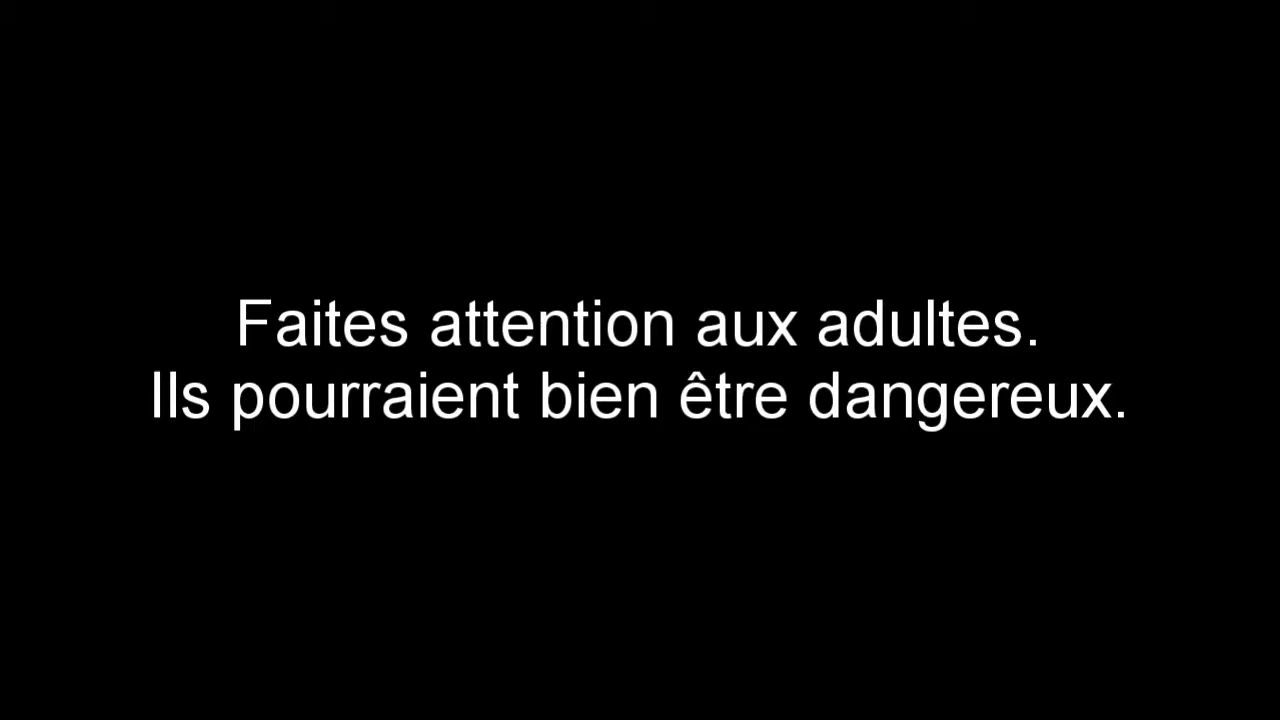 Faites attention aux adultes.
Ils pourraient bien être dangereux.